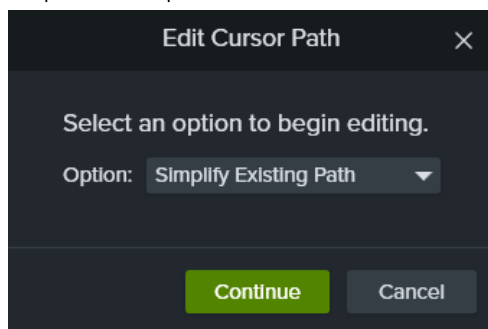 Edit Cursor Path
Select an option to begin editing.
Option: Simplify Existing Path
Continue Cancel